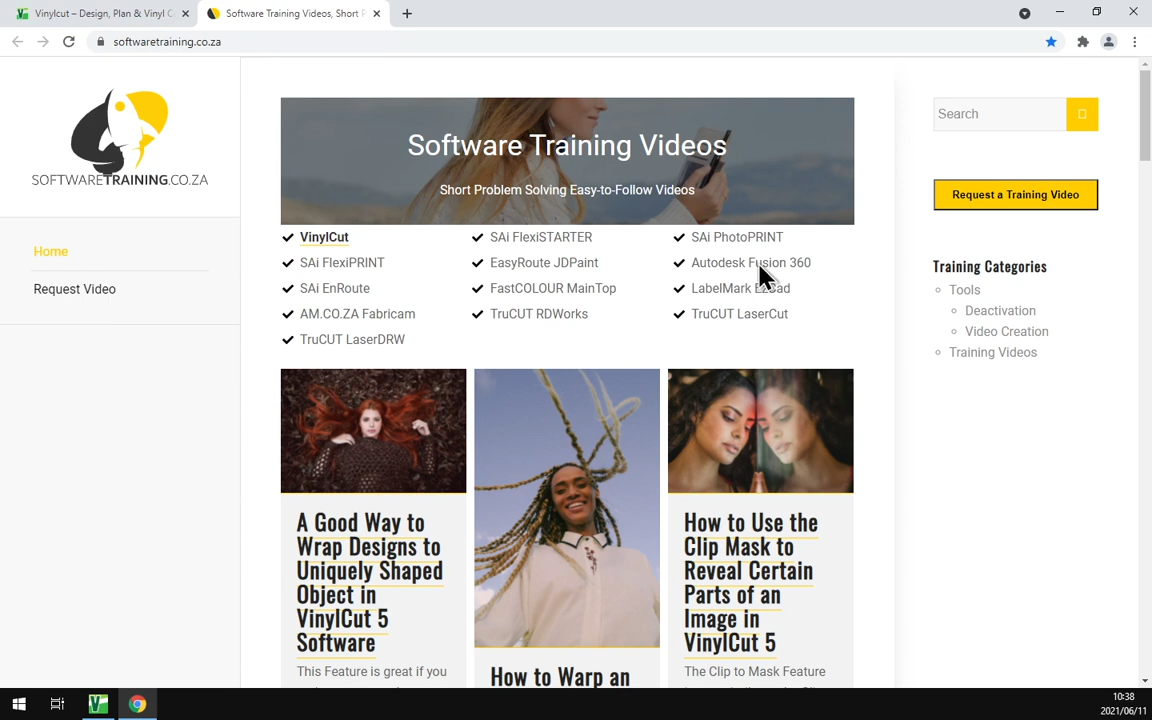 Vinylcut – Design, Plan & Vinyl C
Software Training Videos, Short P
softwaretraining.co.za
SOFTWARETRAINING.CO.ZA
Home
Request Video
Software Training Videos
Short Problem Solving Easy-to-Follow Videos
VinylCut
SAi FlexiSTARTER
SAi PhotoPRINT
SAi FlexiPRINT
EasyRoute JDPaint
Autodesk Fusion 360
SAi EnRoute
FastCOLOUR MainTop
LabelMark
AM.CO.ZA Fabricam
TruCUT RDWorks
TruCUT LaserCut
TruCUT LaserDRW
A Good Way to
Wrap Designs to
Uniquely Shaped
Object in
VinylCut 5
Software
This Feature is great if you
How to Warp an
How to Use the
Clip Mask to
Reveal Certain
Parts of an
Image in
VinylCut 5
The Clip to Mask Feature
Search
Request a Training Video
Training Categories
Tools
Deactivation
Video Creation
Training Videos
10:38
2021/06/11